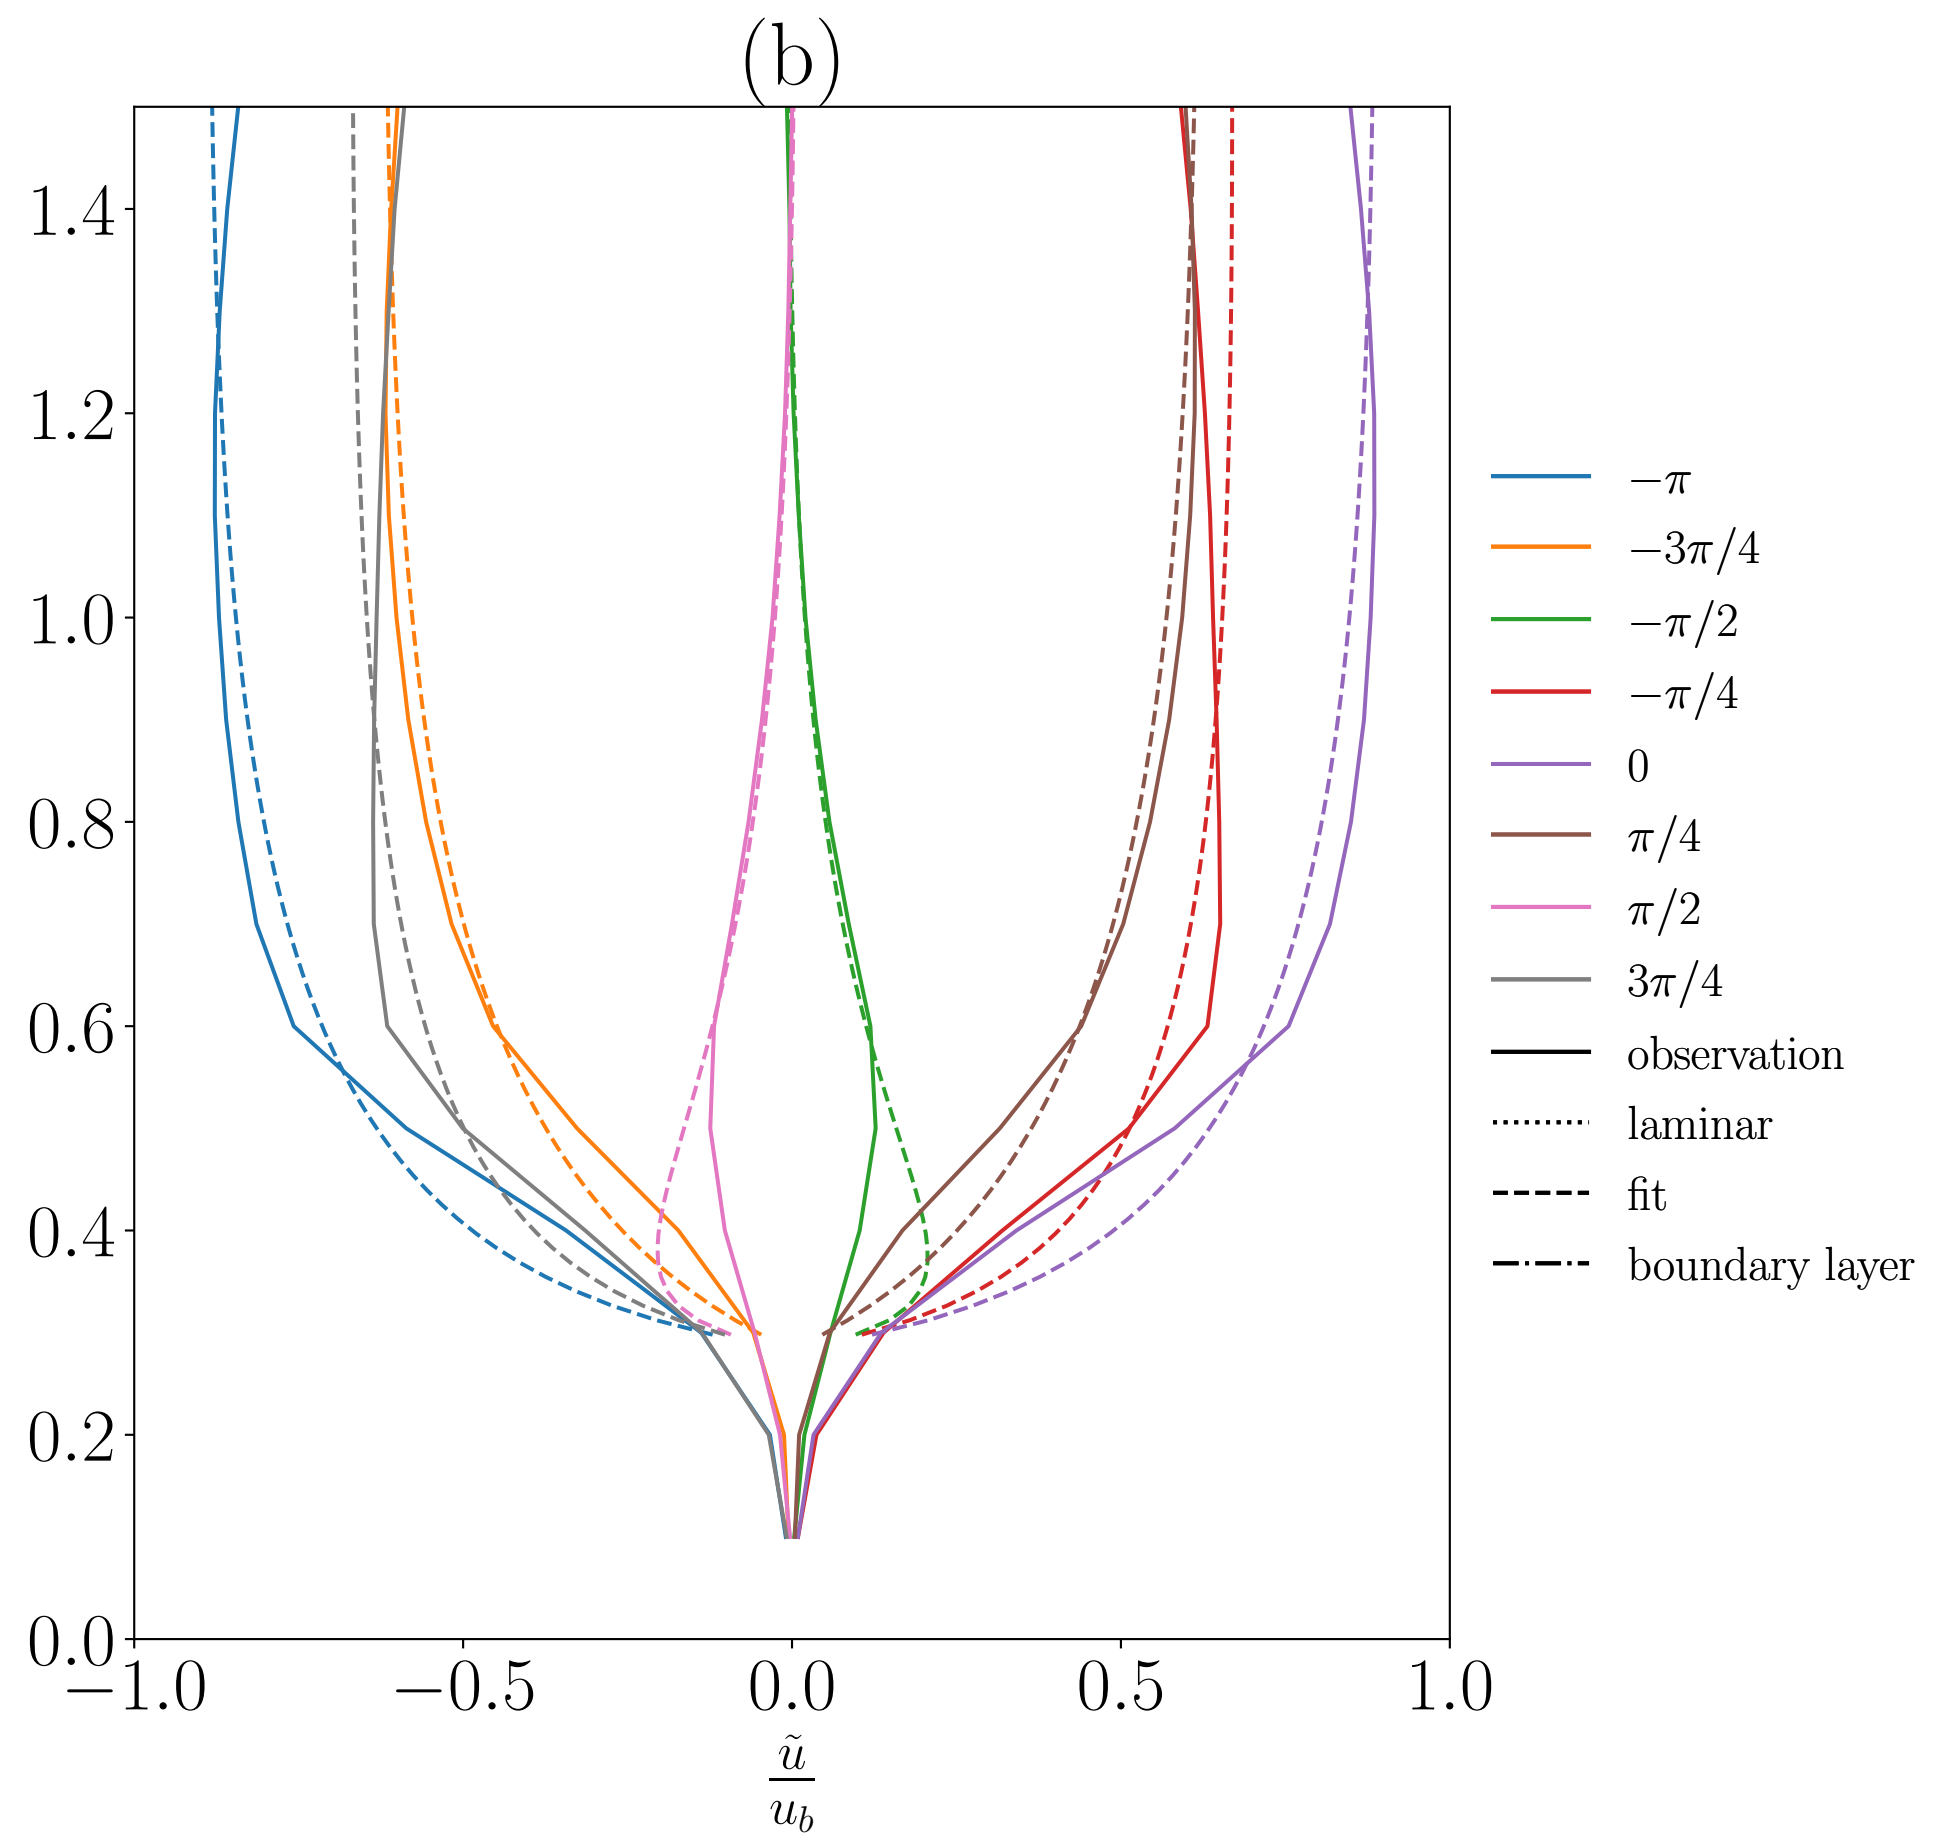 (b)
1.4
1.2
1.0
0.8
0.6
0.4
0.2
0.0
−1.0 −0.5 0.0 0.5 1.0
ũ
u_b
−π
−3π/4
−π/2
−π/4
0
π/4
π/2
3π/4
observation
laminar
fit
boundary layer